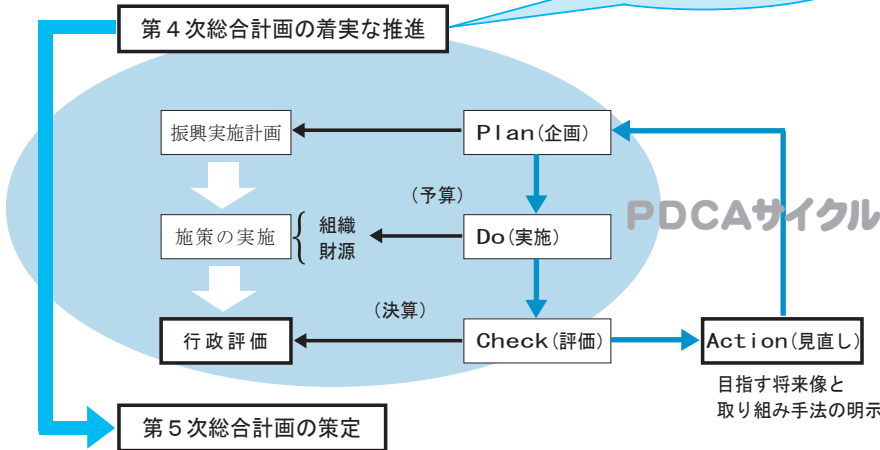 第４次総合計画の着実な推進
振興実施計画
Plan(企画)
(予算)
施策の実施
組織
財源
Do(実施)
PDCAサイクル
(決算)
行政評価
Check(評価)
Action(見直し)
目指す将来像と
取り組み手法の明示
第５次総合計画の策定